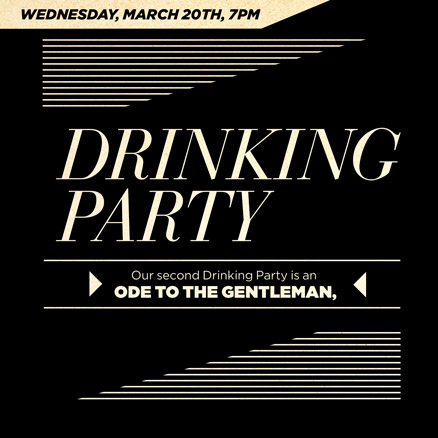 WEDNESDAY, MARCH 20TH, 7PM
DRINKING
PARTY
Our second Drinking Party is an
ODE TO THE GENTLEMAN,